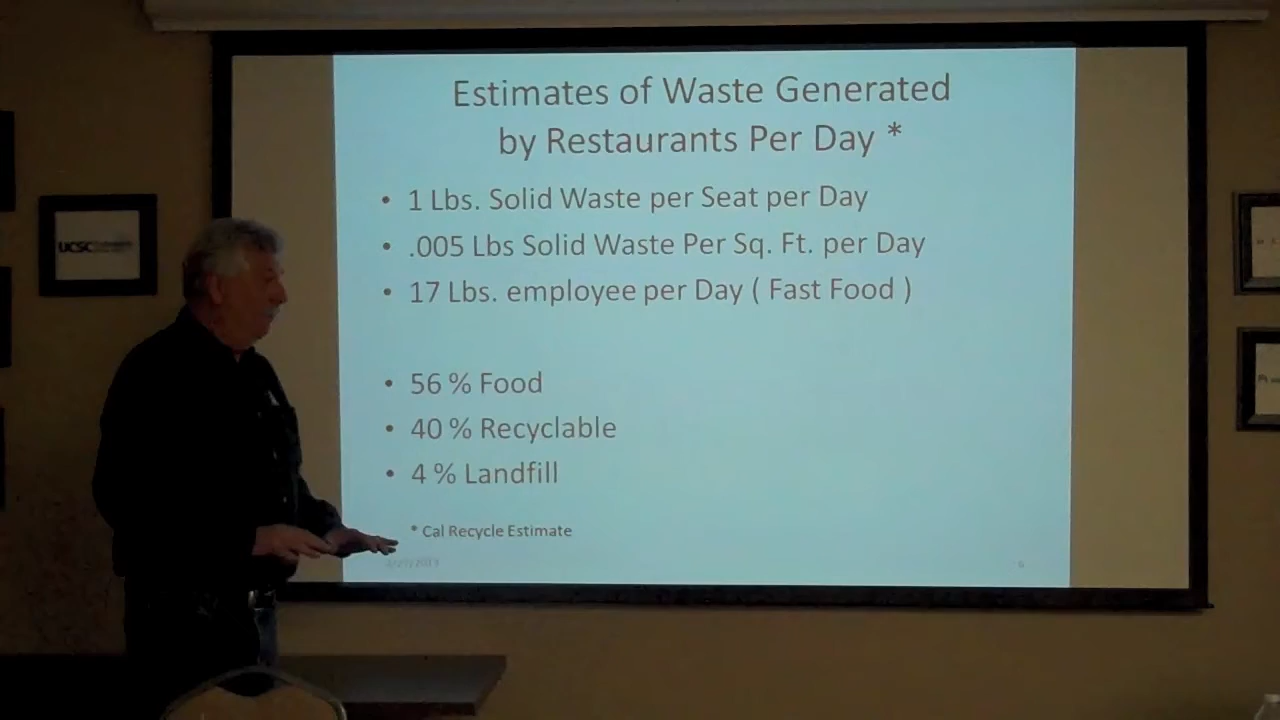 Estimates of Waste Generated
by Restaurants Per Day *
• 1 Lbs. Solid Waste per Seat per Day
• .005 Lbs Solid Waste Per Sq. Ft. per Day
• 17 Lbs. employee per Day ( Fast Food )
• 56 % Food
• 40 % Recyclable
• 4 % Landfill
* Cal Recycle Estimate
UCSC